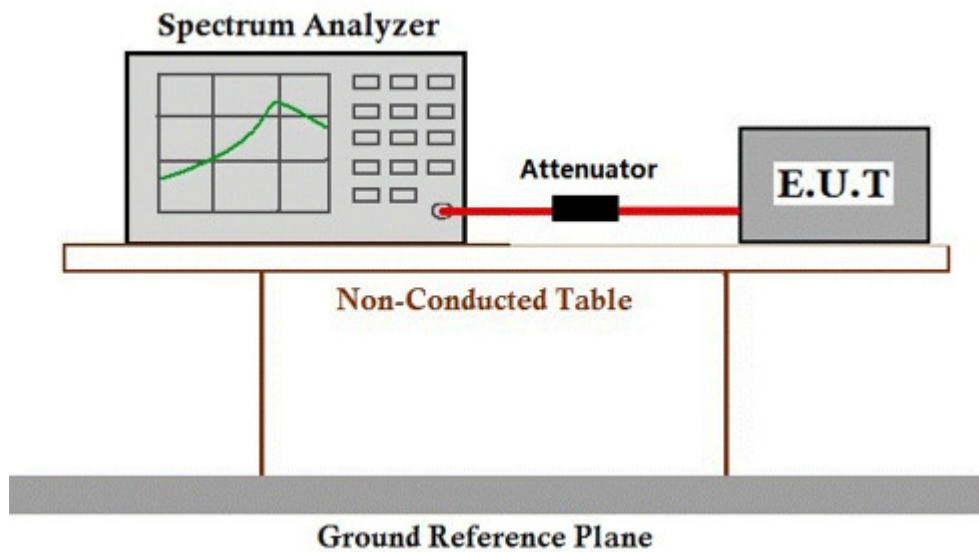 Spectrum Analyzer
Attenuator
E.U.T
Non-Conducted Table
Ground Reference Plane